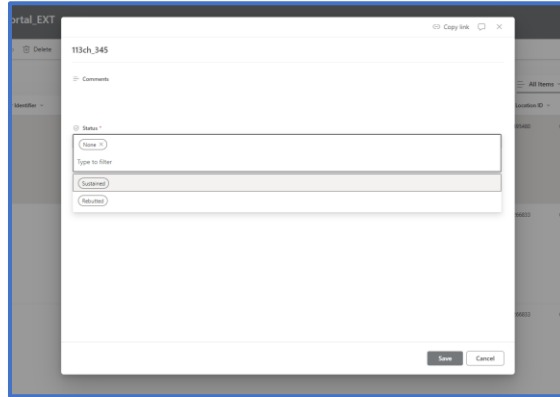 ortal_EXT
Copy link
Delete
113ch_345
Comments
All Items
Identifier
Location ID
Status *
None ×
Type to filter
Sustained
Rebutted
Save
Cancel